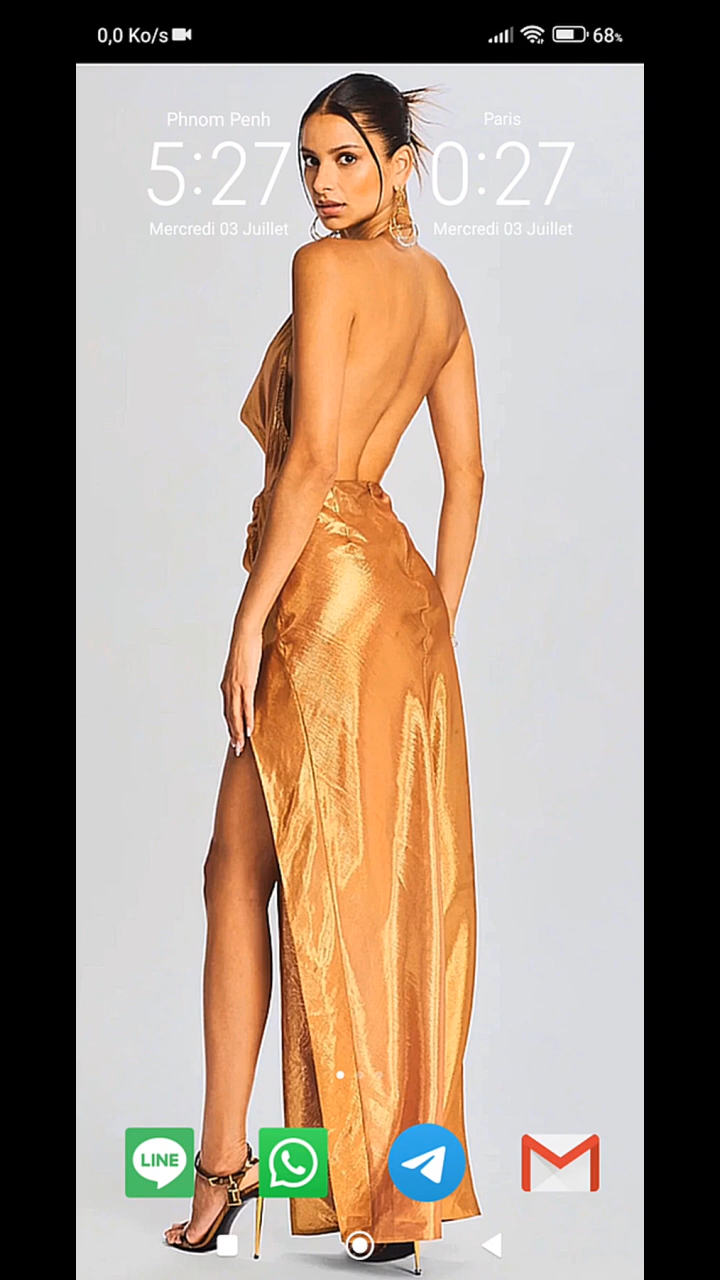 0,0 Ko/s 68%
Phnom Penh Paris
5:27 0:27
Mercredi 03 Juillet Mercredi 03 Juillet
LINE